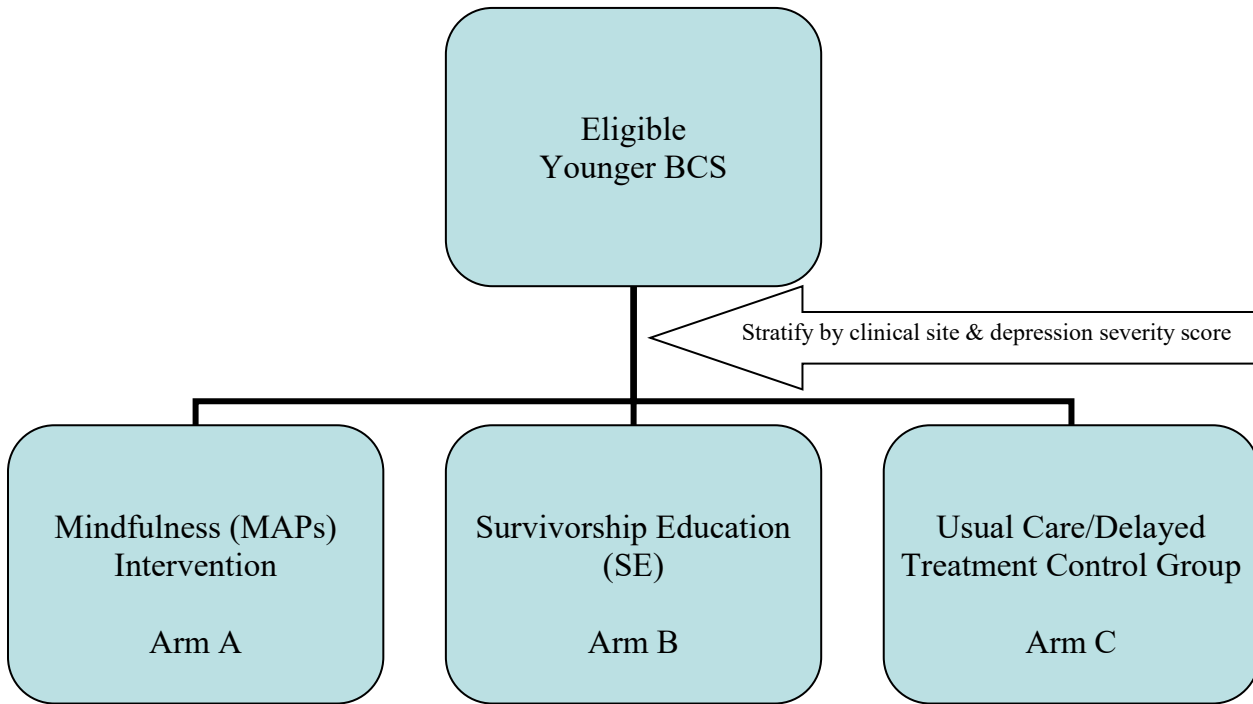 Eligible
Younger BCS
Stratify by clinical site & depression severity score
Mindfulness (MAPs)
Intervention
Arm A
Survivorship Education
(SE)
Arm B
Usual Care/Delayed
Treatment Control Group
Arm C